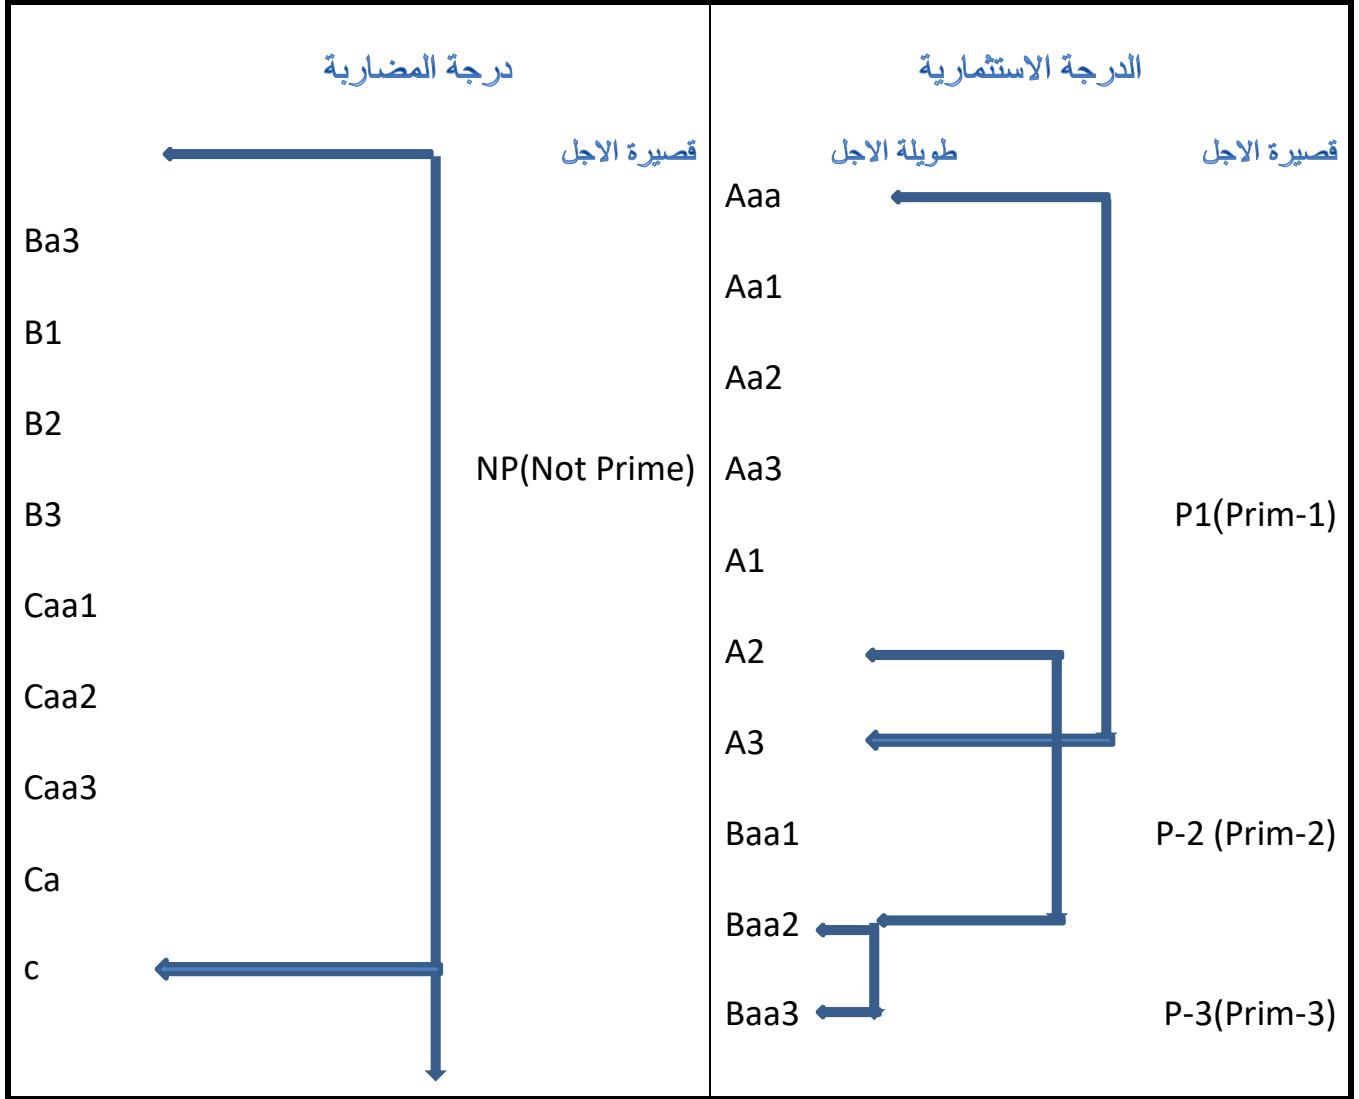 الدرجة الاستثمارية
قصيرة الاجل
طويلة الاجل
Aaa
Aa1
Aa2
Aa3
P1(Prim-1)
A1
A2
A3
Baa1
P-2 (Prim-2)
Baa2
Baa3
P-3(Prim-3)
درجة المضاربة
قصيرة الاجل
Ba3
B1
B2
NP(Not Prime)
B3
Caa1
Caa2
Caa3
Ca
c